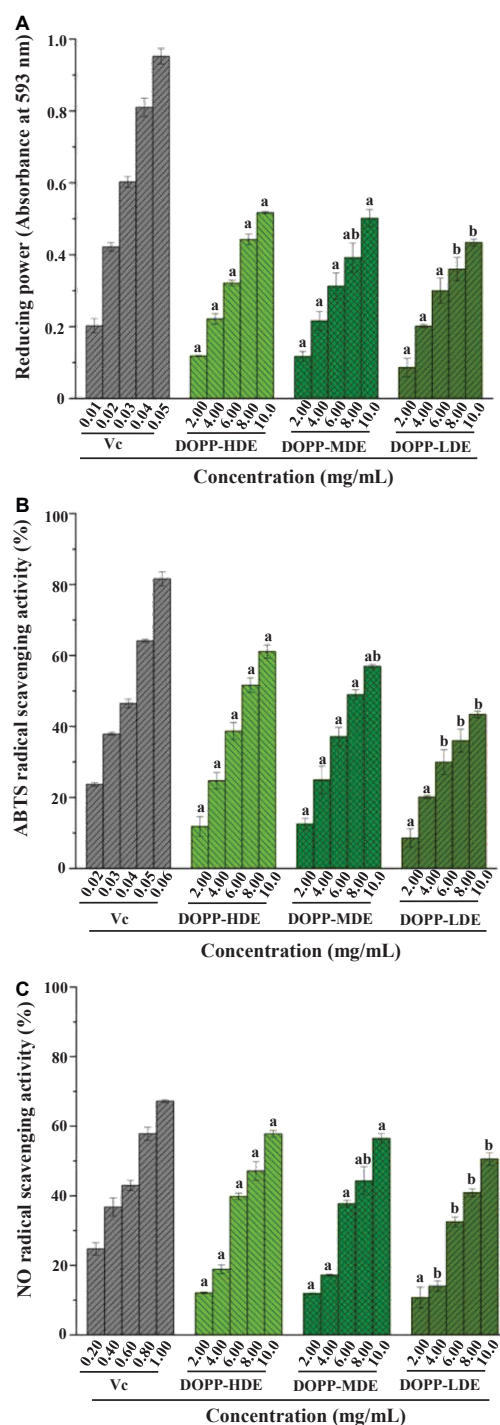 A
Reducing power (Absorbance at 593 nm)
1.0
0.8
0.6
0.4
0.2
0
a a a a a
a a a ab a
a a a b b
0.01 0.02 0.03 0.04 0.05 2.00 4.00 6.00 8.00 10.0 2.00 4.00 6.00 8.00 10.0 2.00 4.00 6.00 8.00 10.0
Vc DOPP-HDE DOPP-MDE DOPP-LDE
Concentration (mg/mL)
B
ABTS radical scavenging activity (%)
100
80
60
40
20
0
a a a a a
a a a a ab
a a b b b
0.02 0.03 0.04 0.05 0.06 2.00 4.00 6.00 8.00 10.0 2.00 4.00 6.00 8.00 10.0 2.00 4.00 6.00 8.00 10.0
Vc DOPP-HDE DOPP-MDE DOPP-LDE
Concentration (mg/mL)
C
NO radical scavenging activity (%)
100
80
60
40
20
0
a a a a a
a a a ab a
a b b b b
0.20 0.40 0.60 0.80 1.00 2.00 4.00 6.00 8.00 10.0 2.00 4.00 6.00 8.00 10.0 2.00 4.00 6.00 8.00 10.0
Vc DOPP-HDE DOPP-MDE DOPP-LDE
Concentration (mg/mL)